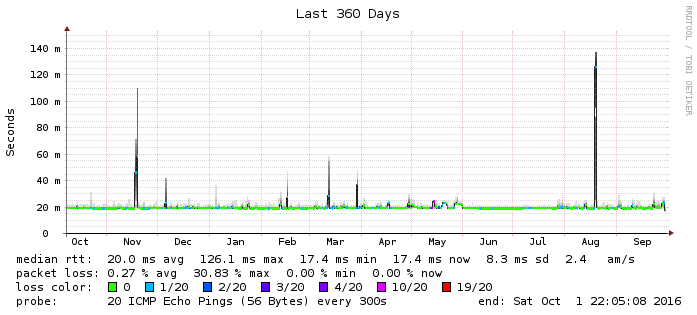 Last 360 Days
RRDTOOL / TOBI OETIKER
Seconds
140 m
120 m
100 m
80 m
60 m
40 m
20 m
0
Oct Nov Dec Jan Feb Mar Apr May Jun Jul Aug Sep
median rtt: 20.0 ms avg 126.1 ms max 17.4 ms min 17.4 ms now 8.3 ms sd 2.4 am/s
packet loss: 0.27 % avg 30.83 % max 0.00 % min 0.00 % now
loss color: 0 1/20 2/20 3/20 4/20 10/20 19/20
probe: 20 ICMP Echo Pings (56 Bytes) every 300s end: Sat Oct 1 22:05:08 2016